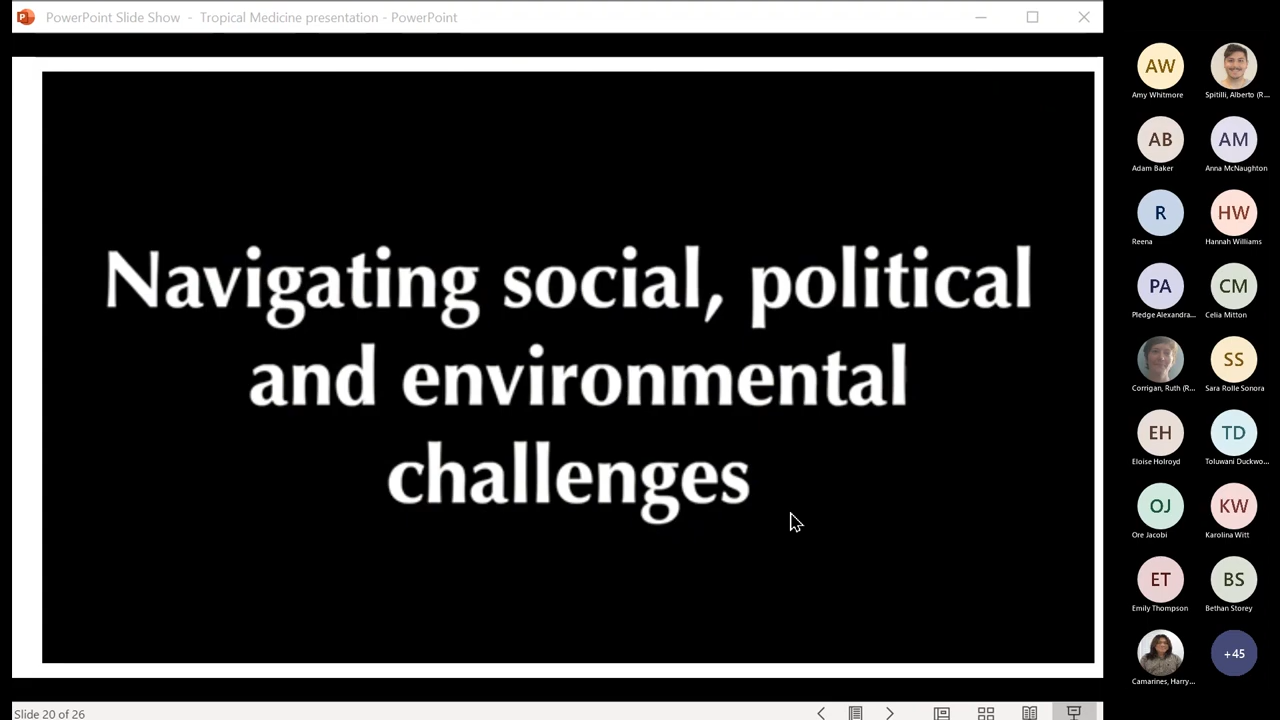 PowerPoint Slide Show - Tropical Medicine presentation - PowerPoint
Navigating social, political
and environmental
challenges
AW
Amy Whitmore
Spitilli, Alberto (R...
AB
Adam Baker
AM
Anna McNaughton
R
Reena
HW
Hannah Williams
PA
Pledge Alexandra...
CM
Celia Mitton
Corrigan, Ruth (R...
SS
Sara Rolle Sonora
EH
Eloise Holroyd
TD
Toluwani Duckwo...
OJ
Ore Jacobi
KW
Karolina Witt
ET
Emily Thompson
BS
Bethan Storey
Camarines, Harry...
+45
Slide 20 of 26